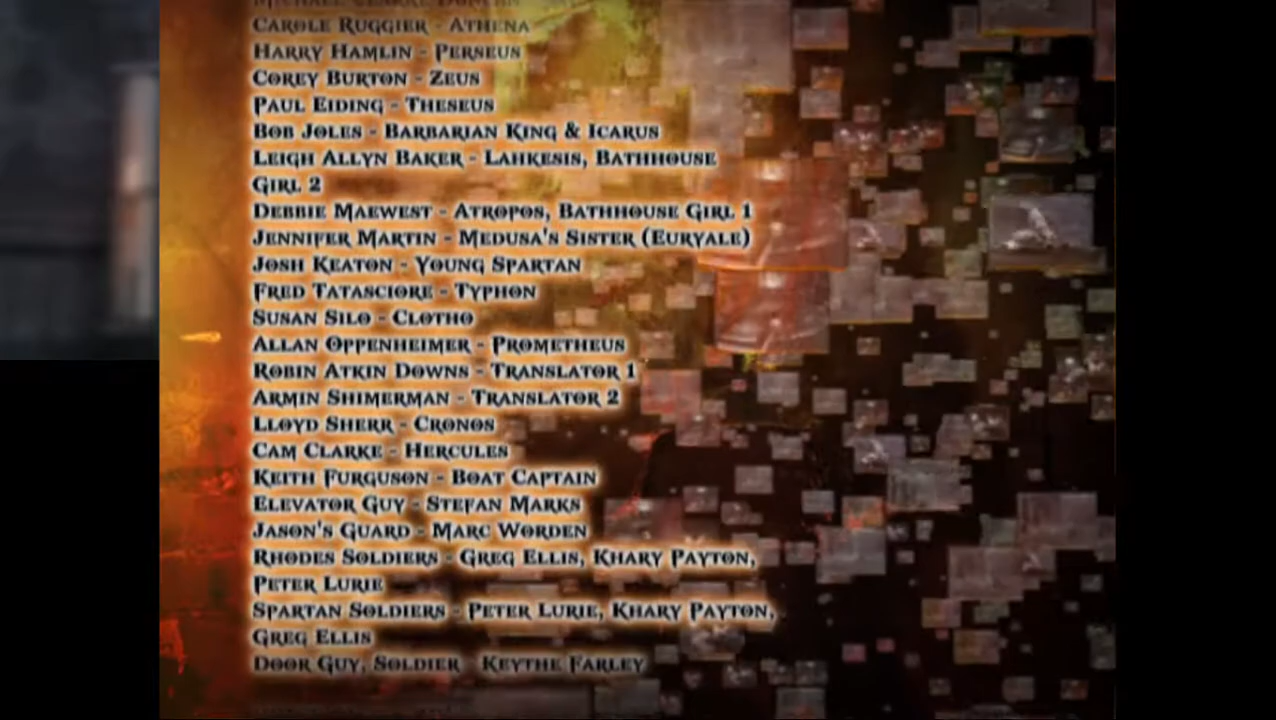 Michael Clarke Duncan
Carole Ruggier - Athena
Harry Hamlin - Perseus
Corey Burton - Zeus
Paul Eiding - Theseus
Bob Joles - Barbarian King & Icarus
Leigh Allyn Baker - Lahkesis, Bathhouse
Girl 2
Debbie Maewest - Atropos, Bathhouse Girl 1
Jennifer Martin - Medusa's Sister (Euryale)
Josh Keaton - Young Spartan
Fred Tatasciore - Typhon
Susan Silo - Clotho
Allan Oppenheimer - Prometheus
Robin Atkin Downs - Translator 1
Armin Shimerman - Translator 2
Lloyd Sherr - Cronos
Cam Clarke - Hercules
Keith Furguson - Boat Captain
Elevator Guy - Stefan Marks
Jason's Guard - Marc Worden
Rhodes Soldiers - Greg Ellis, Khary Payton,
Peter Lurie
Spartan Soldiers - Peter Lurie, Khary Payton,
Greg Ellis
Door Guy, Soldier - Keythe Farley